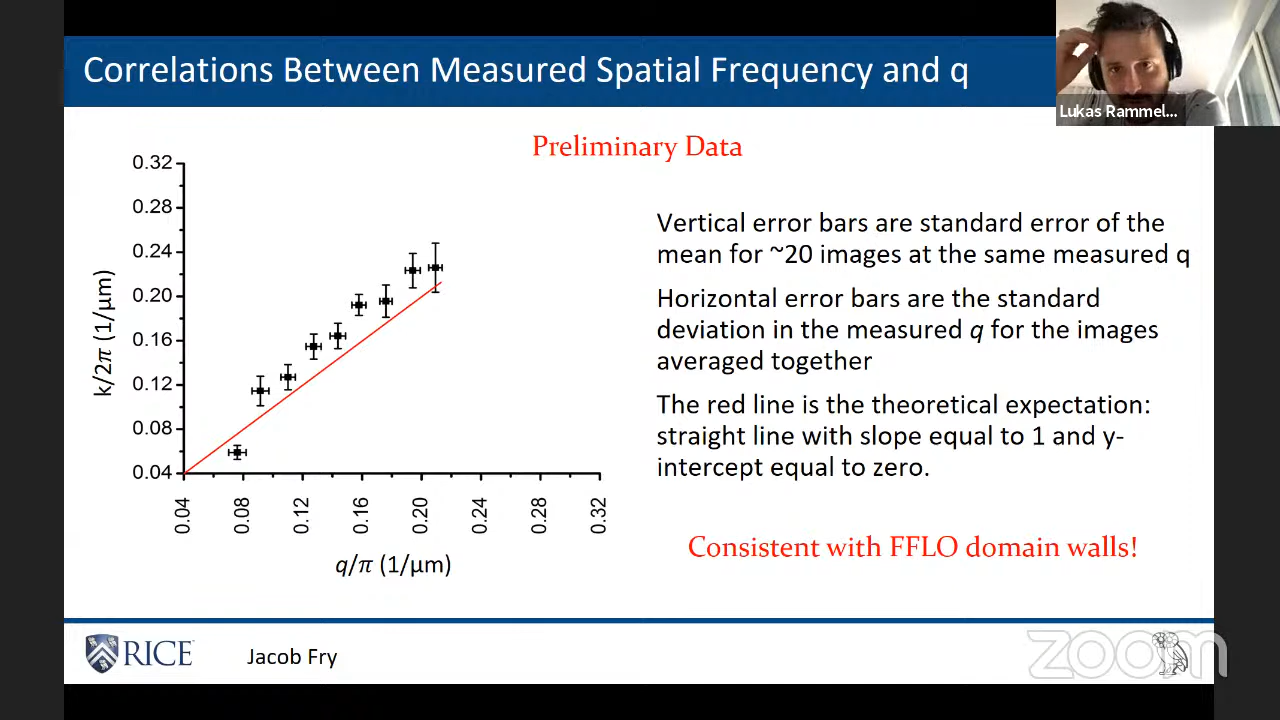 Correlations Between Measured Spatial Frequency and q
Lukas Rammel...
Preliminary Data
0.32
0.28
0.24
0.20
0.16
0.12
0.08
0.04
k/2π (1/μm)
0.04
0.08
0.12
0.16
0.20
0.24
0.28
0.32
q/π (1/μm)
Vertical error bars are standard error of the
mean for ~20 images at the same measured q
Horizontal error bars are the standard
deviation in the measured q for the images
averaged together
The red line is the theoretical expectation:
straight line with slope equal to 1 and y-
intercept equal to zero.
Consistent with FFLO domain walls!
RICE
Jacob Fry
zoom